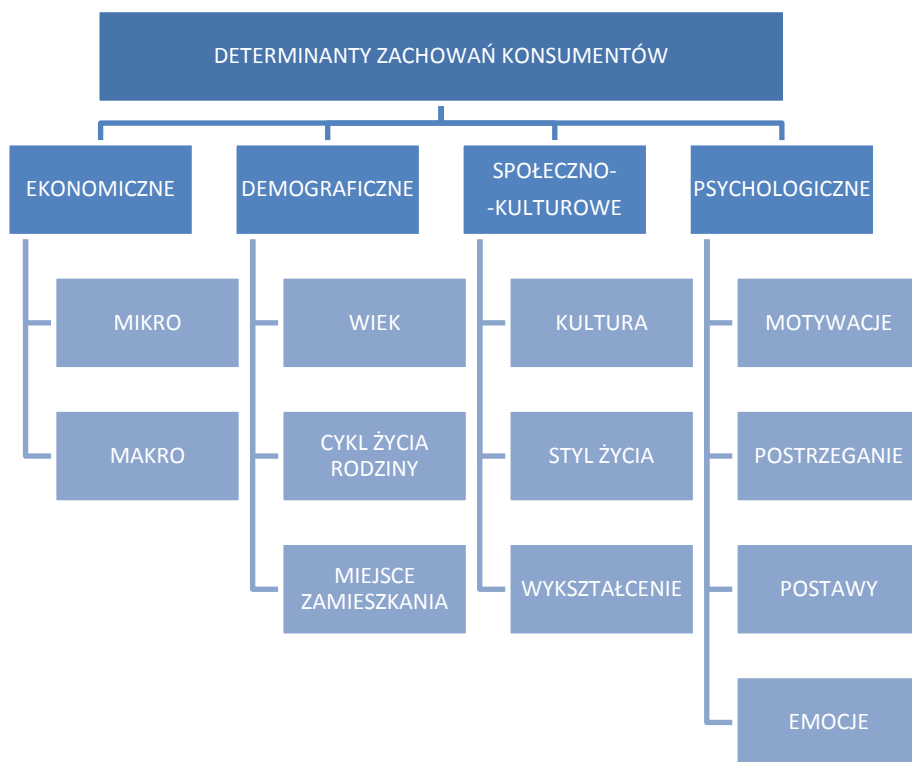 DETERMINANTY ZACHOWAŃ KONSUMENTÓW
EKONOMICZNE
MIKRO
MAKRO
DEMOGRAFICZNE
WIEK
CYKL ŻYCIA
RODZINY
MIEJSCE
ZAMIESZKANIA
SPOŁECZNO-
-KULTUROWE
KULTURA
STYL ŻYCIA
WYKSZTAŁCENIE
PSYCHOLOGICZNE
MOTYWACJE
POSTRZEGANIE
POSTAWY
EMOCJE